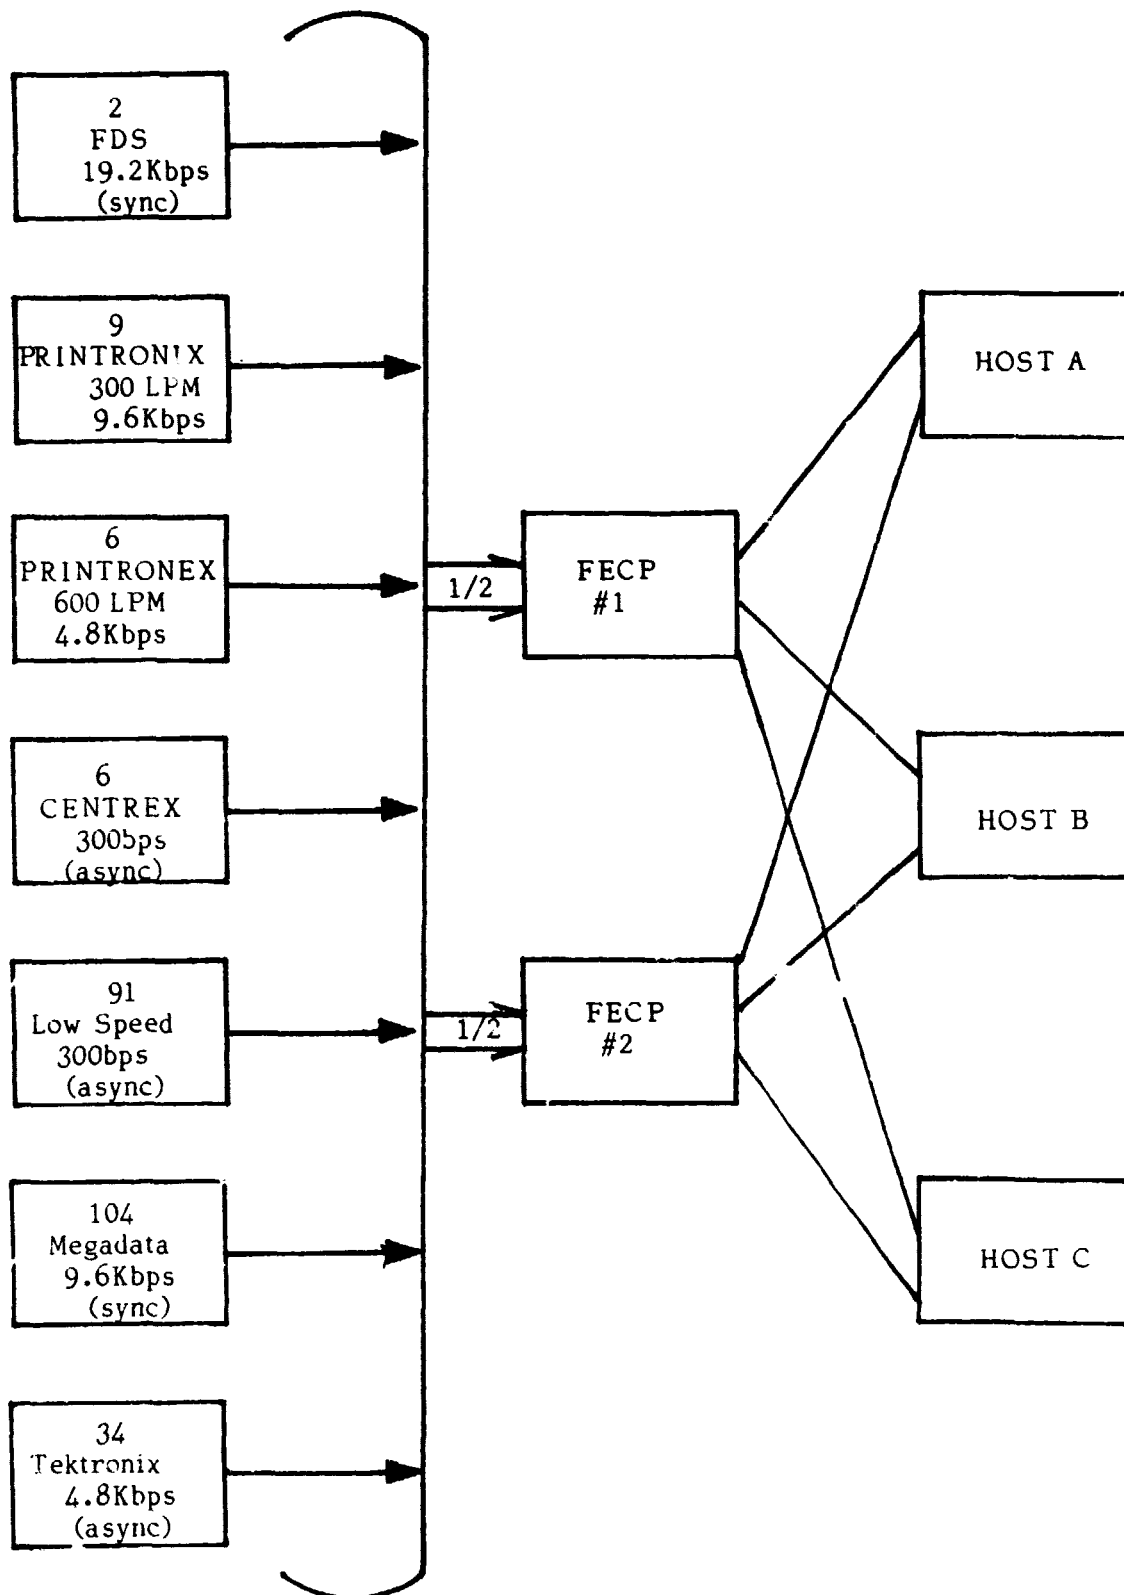 2
FDS
19.2Kbps
(sync)
9
PRINTRONIX
300 LPM
9.6Kbps
6
PRINTRONEX
600 LPM
4.8Kbps
6
CENTREX
300bps
(async)
91
Low Speed
300bps
(async)
104
Megadata
9.6Kbps
(sync)
34
Tektronix
4.8Kbps
(async)
1/2
FECP
#1
1/2
FECP
#2
HOST A
HOST B
HOST C